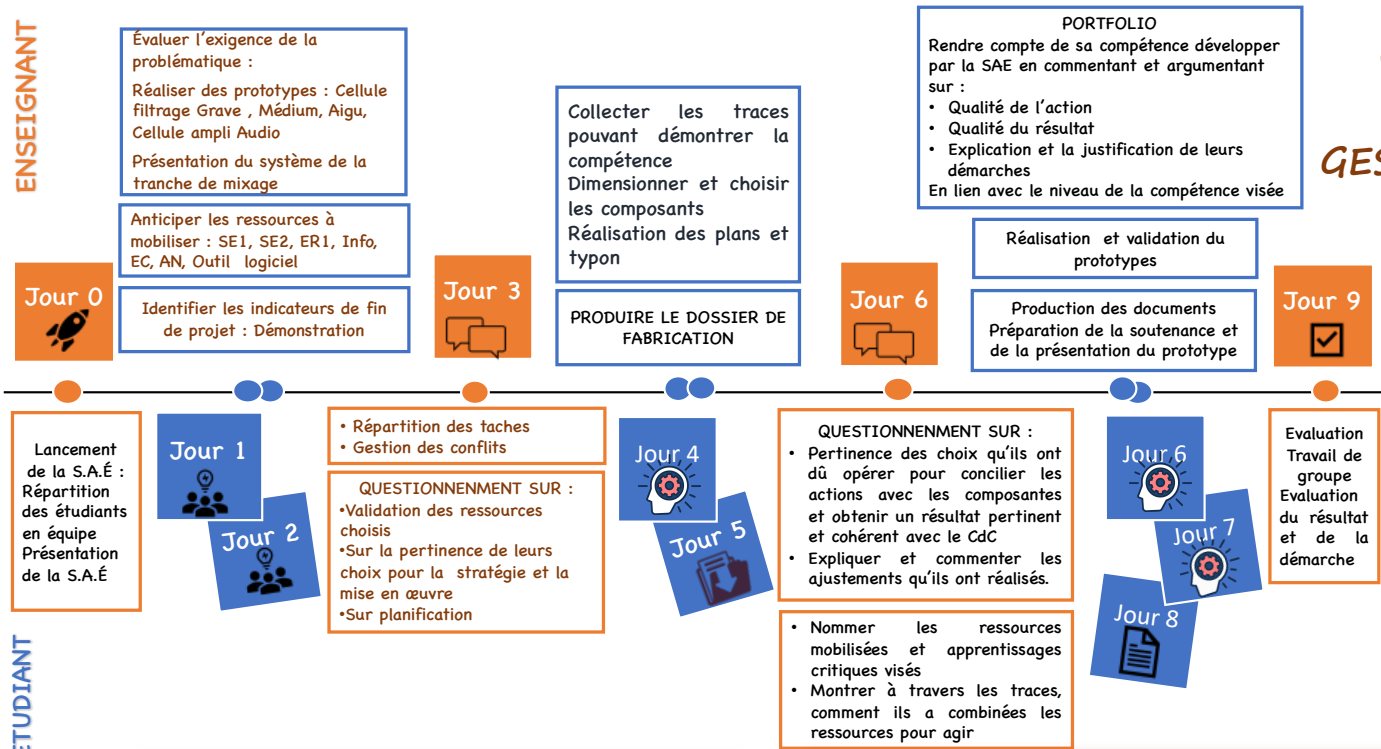 ENSEIGNANT
Évaluer l'exigence de la
problématique :
Réaliser des prototypes : Cellule
filtrage Grave , Médium, Aigu,
Cellule ampli Audio
Présentation du système de la
tranche de mixage
Anticiper les ressources à
mobiliser : SE1, SE2, ER1, Info,
EC, AN, Outil logiciel
Identifier les indicateurs de fin
de projet : Démonstration
Jour 0
Jour 3
Collecter les traces
pouvant démontrer la
compétence
Dimensionner et choisir
les composants
Réalisation des plans et
typon
PRODUIRE LE DOSSIER DE
FABRICATION
Jour 6
PORTFOLIO
Rendre compte de sa compétence développer
par la SAE en commentant et argumentant
sur :
• Qualité de l'action
• Qualité du résultat
• Explication et la justification de leurs
démarches
En lien avec le niveau de la compétence visée
Réalisation et validation du
prototypes
Production des documents
Préparation de la soutenance et
de la présentation du prototype
GES
Jour 9
Lancement
de la S.A.É :
Répartition
des étudiants
en équipe
Présentation
de la S.A.É
Jour 1
Jour 2
• Répartition des taches
• Gestion des conflits
QUESTIONNENMENT SUR :
•Validation des ressources
choisis
•Sur la pertinence de leurs
choix pour la stratégie et la
mise en œuvre
•Sur planification
Jour 4
Jour 5
QUESTIONNENMENT SUR :
• Pertinence des choix qu'ils ont
dû opérer pour concilier les
actions avec les composantes
et obtenir un résultat pertinent
et cohérent avec le CdC
• Expliquer et commenter les
ajustements qu'ils ont réalisés.
• Nommer les ressources
mobilisées et apprentissages
critiques visés
• Montrer à travers les traces,
comment ils a combinées les
ressources pour agir
Jour 6
Jour 7
Jour 8
Evaluation
Travail de
groupe
Evaluation
du résultat
et de la
démarche
ETUDIANT